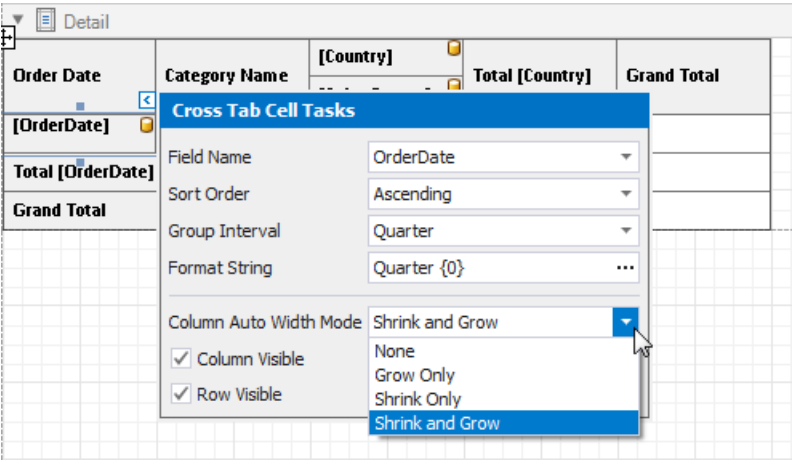 Detail
Order Date
Category Name
[Country]
Total [Country]
Grand Total
[OrderDate]
Total [OrderDate]
Grand Total
Cross Tab Cell Tasks
Field Name OrderDate
Sort Order Ascending
Group Interval Quarter
Format String Quarter {0} ...
Column Auto Width Mode Shrink and Grow
None
Column Visible
Grow Only
Shrink Only
Row Visible
Shrink and Grow